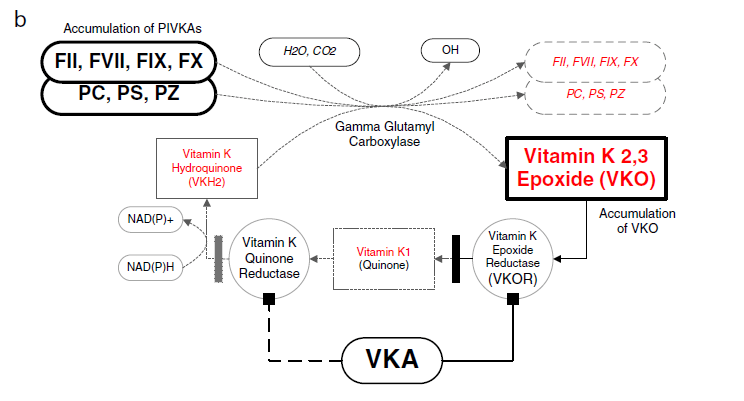 b
Accumulation of PIVKAs
FII, FVII, FIX, FX
PC, PS, PZ
H2O, CO2
OH
FII, FVII, FIX, FX
PC, PS, PZ
Gamma Glutamyl
Carboxylase
Vitamin K
Hydroquinone
(VKH2)
Vitamin K 2,3
Epoxide (VKO)
Accumulation
of VKO
NAD(P)+
NAD(P)H
Vitamin K
Quinone
Reductase
Vitamin K1
(Quinone)
Vitamin K
Epoxide
Reductase
(VKOR)
VKA